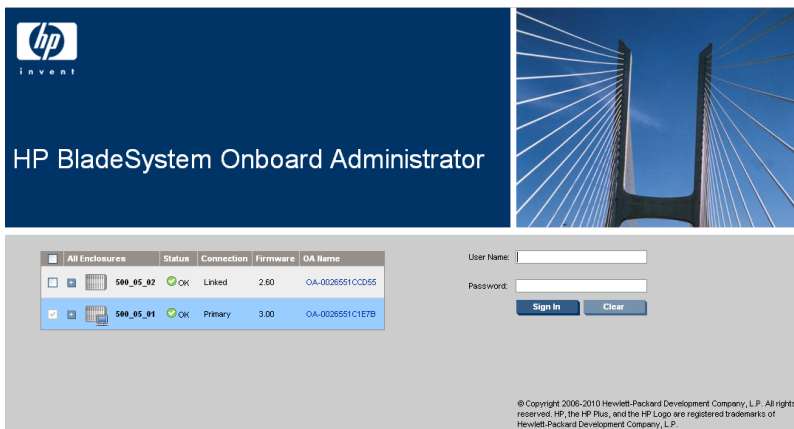 hp
invent
HP BladeSystem Onboard Administrator
All Enclosures Status Connection Firmware OA Name
500_05_02 OK Linked 2.60 OA-0026551CCD55
500_05_01 OK Primary 3.00 OA-0026551C1E7B
User Name:
Password:
Sign In Clear
© Copyright 2006-2010 Hewlett-Packard Development Company, L.P. All rights
reserved. HP, the HP Plus, and the HP Logo are registered trademarks of
Hewlett-Packard Development Company, L.P.